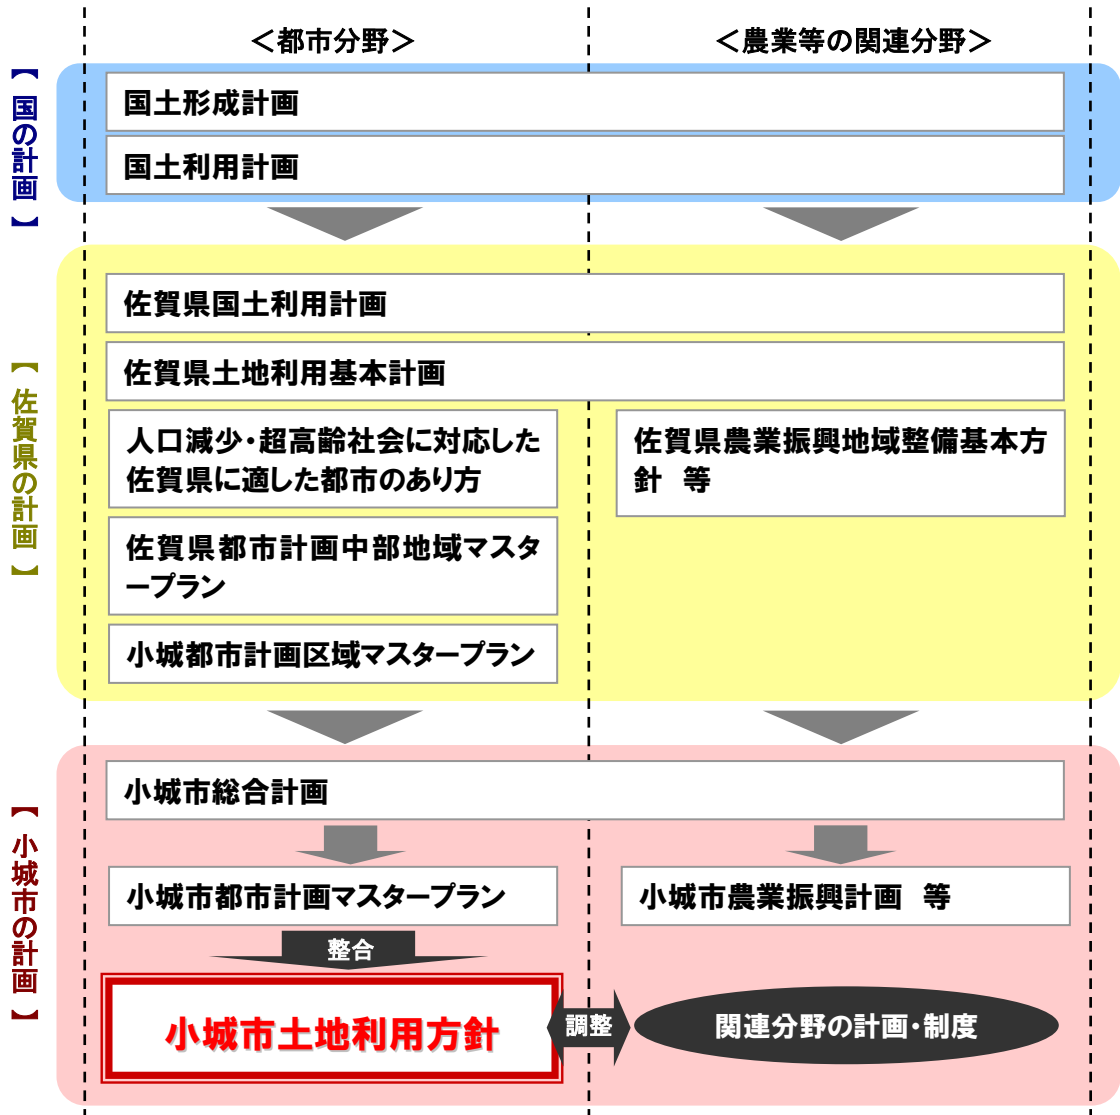 ＜都市分野＞
＜農業等の関連分野＞
【 国の計画 】
国土形成計画
国土利用計画
【 佐賀県の計画 】
佐賀県国土利用計画
佐賀県土地利用基本計画
人口減少・超高齢社会に対応した
佐賀県に適した都市のあり方
佐賀県都市計画中部地域マスタ
ープラン
小城都市計画区域マスタープラン
佐賀県農業振興地域整備基本方
針　等
【 小城市の計画 】
小城市総合計画
小城市都市計画マスタープラン
小城市農業振興計画　等
整合
小城市土地利用方針
調整
関連分野の計画・制度